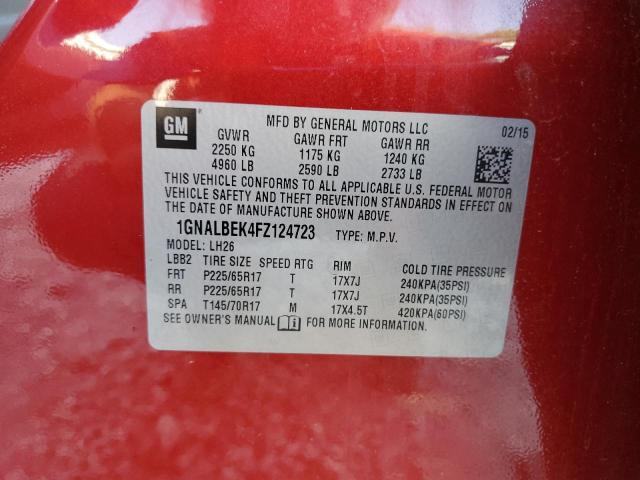 GM
MFD BY GENERAL MOTORS LLC 02/15
GVWR GAWR FRT GAWR RR
2250 KG 1175 KG 1240 KG
4960 LB 2590 LB 2733 LB
THIS VEHICLE CONFORMS TO ALL APPLICABLE U.S. FEDERAL MOTOR
VEHICLE SAFETY AND THEFT PREVENTION STANDARDS IN EFFECT ON THE
DATE OF MANUFACTURE SHOWN ABOVE.
1GNALBEK4FZ124723 TYPE: M.P.V.
MODEL: LH26
LBB2 TIRE SIZE SPEED RTG RIM COLD TIRE PRESSURE
FRT P225/65R17 T 17X7J 240KPA(35PSI)
RR P225/65R17 T 17X7J 240KPA(35PSI)
SPA T145/70R17 M 17X4.5T 420KPA(60PSI)
SEE OWNER'S MANUAL FOR MORE INFORMATION.